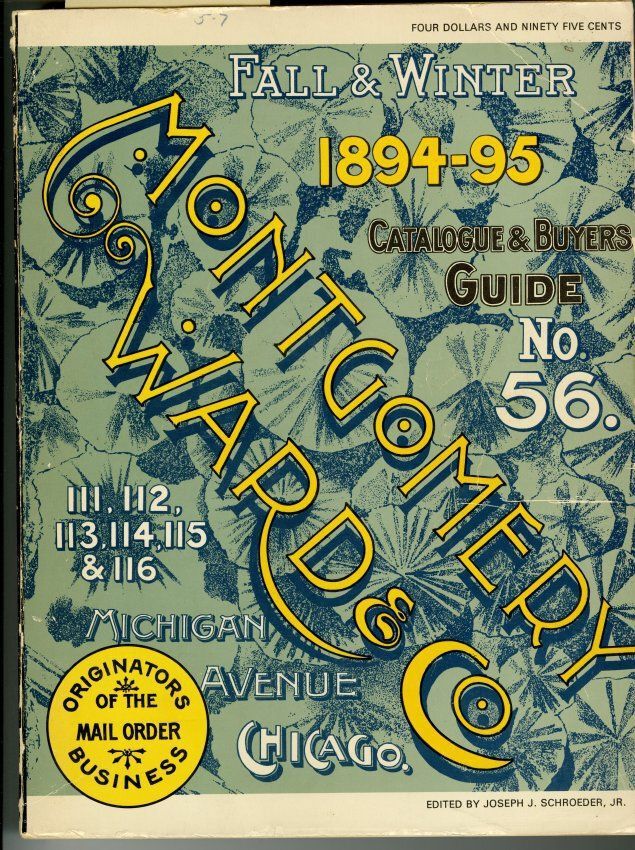 5-7
FOUR DOLLARS AND NINETY FIVE CENTS
FALL & WINTER
1894-95
CATALOGUE & BUYERS
GUIDE
No.
56.
MONTGOMERY
WARD & CO
111, 112,
113, 114, 115
& 116
MICHIGAN
AVENUE
CHICAGO.
ORIGINATORS
OF THE
MAIL ORDER
BUSINESS
EDITED BY JOSEPH J. SCHROEDER, JR.